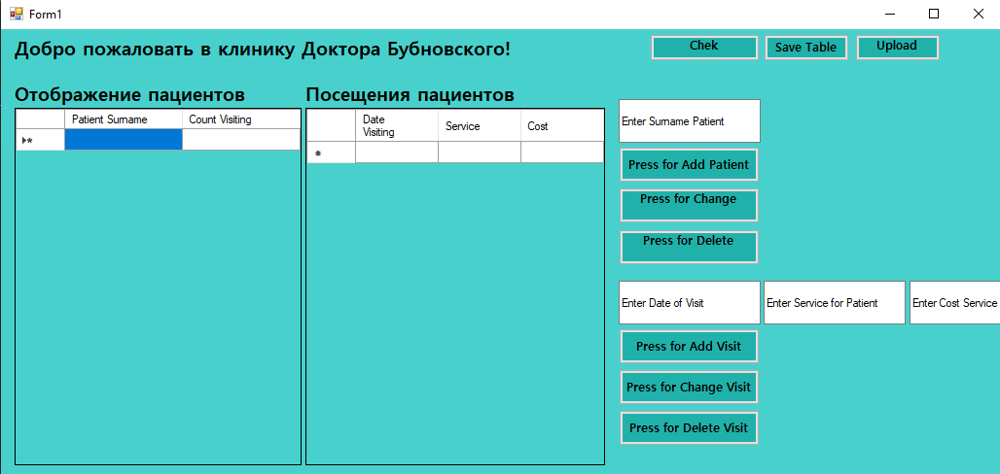 Form1
Добро пожаловать в клинику Доктора Бубновского!
Chek
Save Table
Upload
Отображение пациентов
Посещения пациентов
Patient Surname
Count Visiting
Date
Visiting
Service
Cost
Enter Surname Patient
Press for Add Patient
Press for Change
Press for Delete
Enter Date of Visit
Enter Service for Patient
Enter Cost Service
Press for Add Visit
Press for Change Visit
Press for Delete Visit